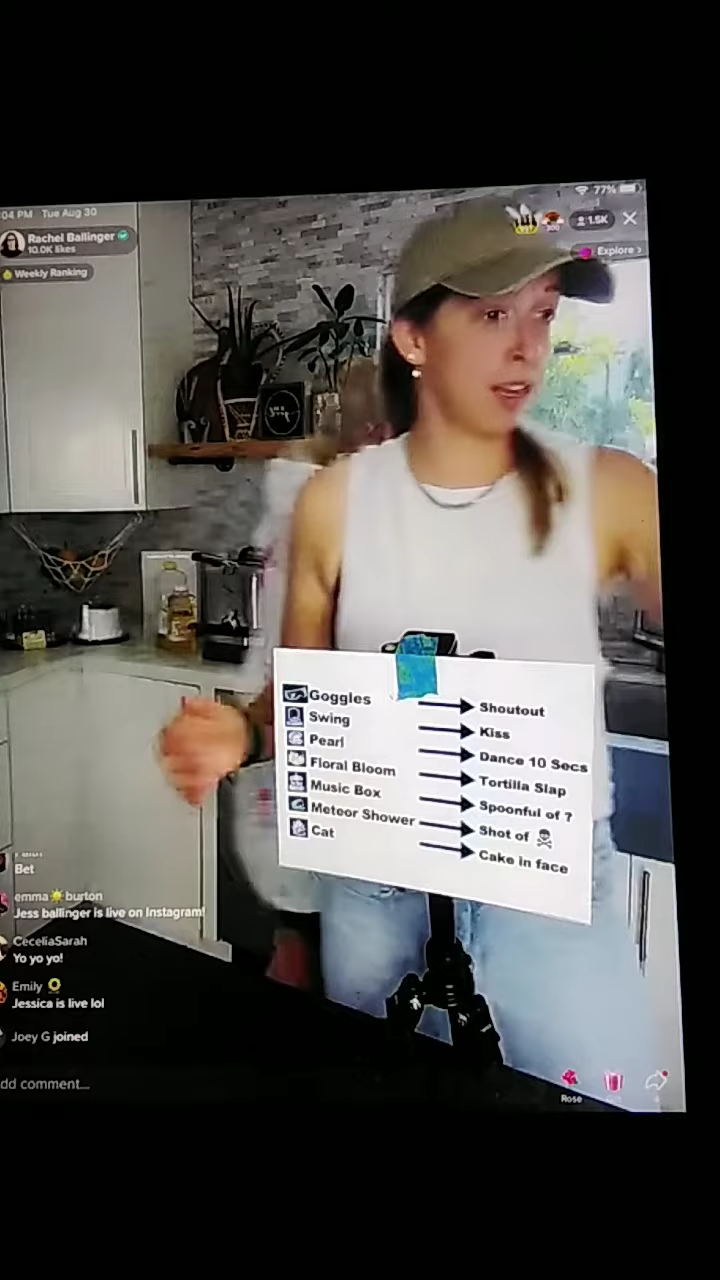 04 PM Tue Aug 30
77%
Rachel Ballinger
10.0K likes
1.5K
Explore >
Weekly Ranking
Goggles Shoutout
Swing Kiss
Pearl Dance 10 Secs
Floral Bloom Tortilla Slap
Music Box Spoonful of ?
Meteor Shower Shot of
Cat Cake in face
Bet
emma burton
Jess ballinger is live on Instagram!
CeceliaSarah
Yo yo yo!
Emily
Jessica is live lol
Joey G joined
dd comment...
Rose